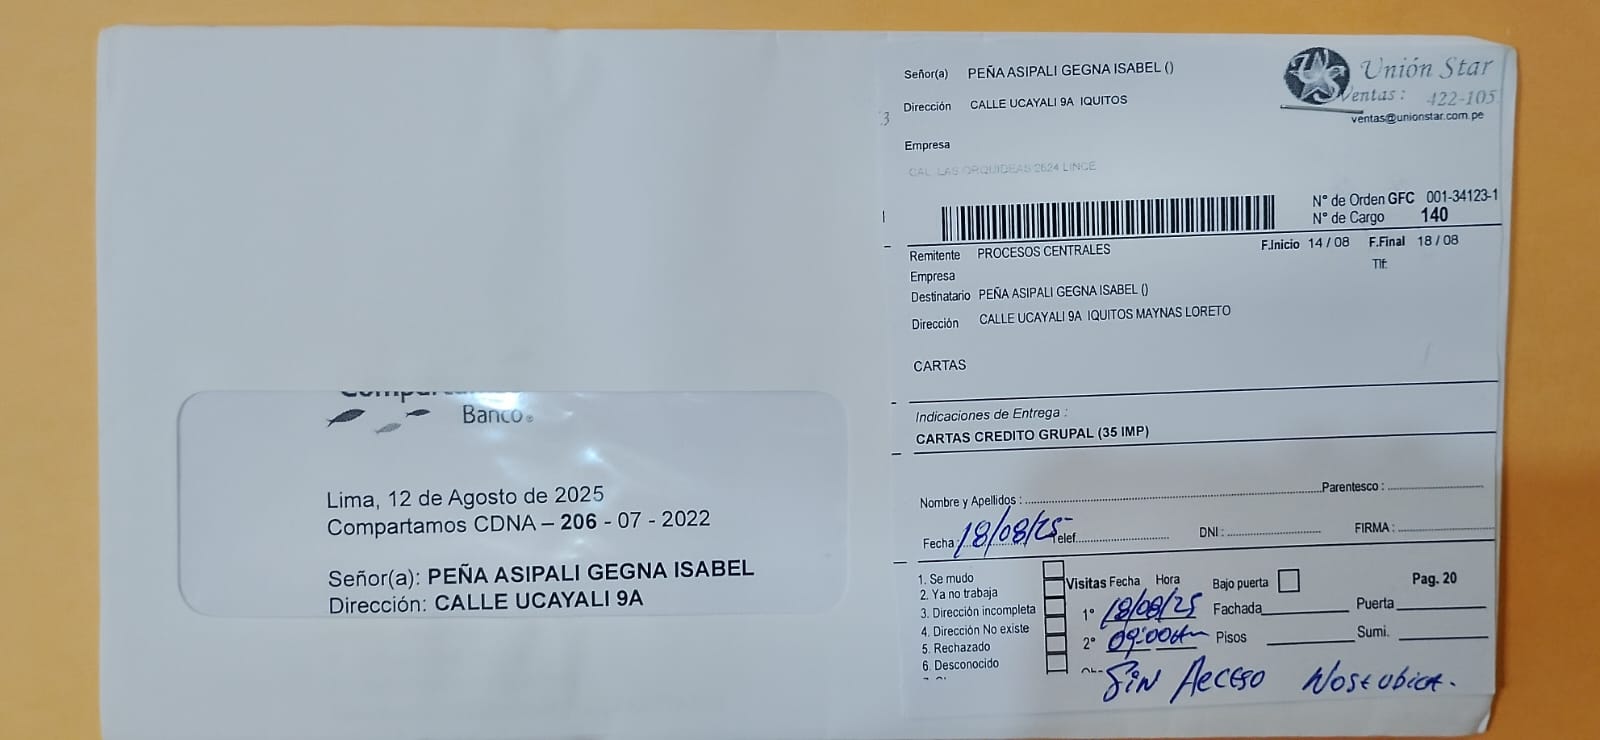 Banco
Lima, 12 de Agosto de 2025
Compartamos CDNA – 206 - 07 - 2022
Señor(a): PEÑA ASIPALI GEGNA ISABEL
Dirección: CALLE UCAYALI 9A
Señor(a) PEÑA ASIPALI GEGNA ISABEL ()
Dirección CALLE UCAYALI 9A IQUITOS
Empresa
CAL. LAS ORQUIDEAS 2624 LINCE
Unión Star
Ventas: 422-105
ventas@unionstar.com.pe
N° de Orden GFC 001-34123-1
N° de Cargo 140
Remitente PROCESOS CENTRALES F.Inicio 14 / 08 F.Final 18 / 08
Empresa Tlf:
Destinatario PEÑA ASIPALI GEGNA ISABEL ()
Dirección CALLE UCAYALI 9A IQUITOS MAYNAS LORETO
CARTAS
Indicaciones de Entrega :
CARTAS CREDITO GRUPAL (35 IMP)
Nombre y Apellidos : Parentesco :
Fecha: 18/08/25 Telef. DNI : FIRMA :
1. Se mudo Visitas Fecha Hora Bajo puerta Pag. 20
2. Ya no trabaja
3. Dirección incompleta 1° 18/08/25 Fachada Puerta
4. Dirección No existe 2° 09:00am Pisos Sumi.
5. Rechazado
6. Desconocido
Sin Acceso No se ubica.